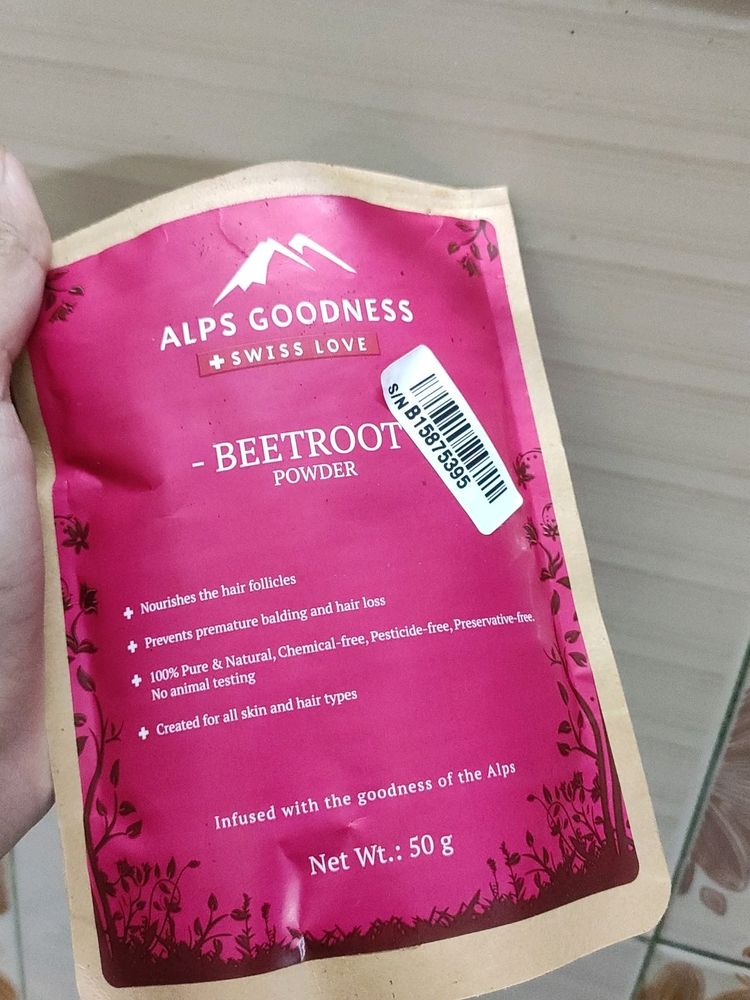 ALPS GOODNESS
SWISS LOVE
S/N B15875395
- BEETROOT
POWDER
Nourishes the hair follicles
Prevents premature balding and hair loss
100% Pure & Natural, Chemical-free, Pesticide-free, Preservative-free.
No animal testing
Created for all skin and hair types
Infused with the goodness of the Alps
Net Wt.: 50 g